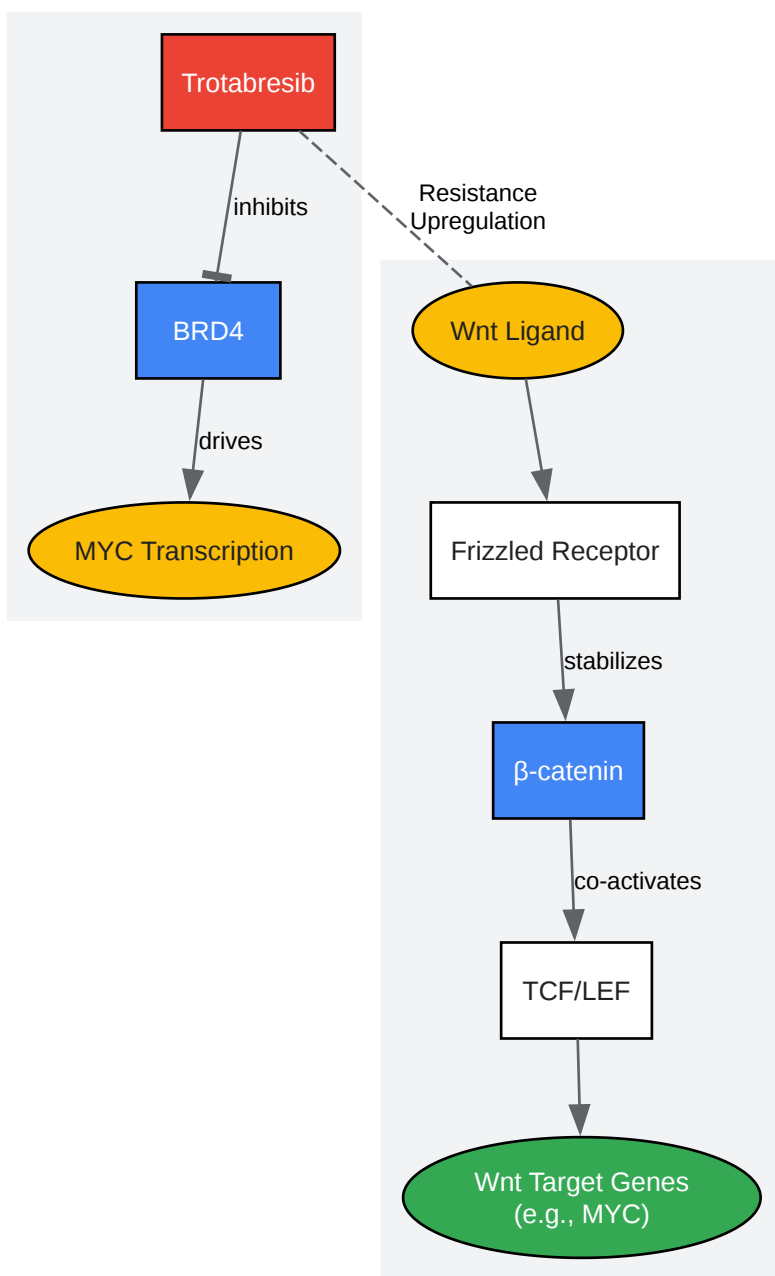 Trotabresib
inhibits
Resistance
Upregulation
BRD4
Wnt Ligand
drives
MYC Transcription
Frizzled Receptor
stabilizes
β-catenin
co-activates
TCF/LEF
Wnt Target Genes
(e.g., MYC)